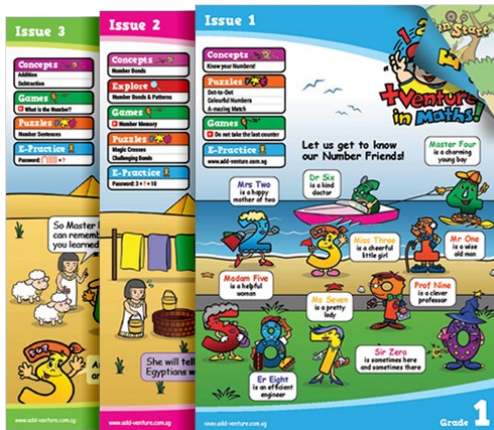 Issue 3
Concepts
Addition
Subtraction
Games
What is the Number?
Puzzles
Number Sentences
E-Practice
Password:
= ?
So Master
can rememb
you learned
www.add-venture.com.sg
Issue 2
Concepts
Number Bonds
Explore
Number Bonds & Patterns
Games
Number Memory
Puzzles
Magic Crosses
Challenging Bonds
E-Practice
Password: 3 + ? = 10
She will tell
Egyptians w
www.add-venture.com.sg
Issue 1
Concepts
Know your Numbers!
Puzzles
Dot-to-Dot
Colourful Numbers
A-mazing Match
Games
Do not take the last counter
E-Practice
www.add-venture.com.sg
Start
+Venture
in Maths!
Let us get to know
our Number Friends!
Master Four
is a charming
young boy
Dr Six
is a kind
doctor
Mrs Two
is a happy
mother of two
Miss Three
is a cheerful
little girl
Mr One
is a wise
old man
Madam Five
is a helpful
woman
Ms Seven
is a pretty
lady
Prof Nine
is a clever
professor
Sir Zero
is sometimes here
and sometimes there
Er Eight
is an efficient
engineer
www.add-venture.com.sg
Grade 1